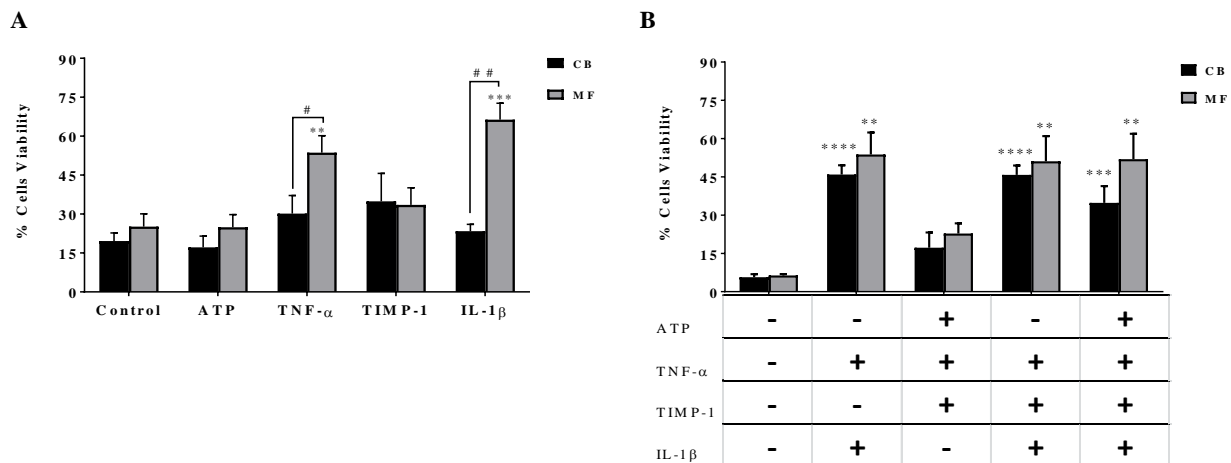 A
% Cells Viability
90
75
60
45
30
15
0
#
**
# #
***
CB
MF
Control ATP TNF-α TIMP-1 IL-1β
B
% Cells Viability
90
75
60
45
30
15
0
**** ** **** ** *** **
CB
MF
ATP - - + - +
TNF-α - + + + +
TIMP-1 - - + + +
IL-1β - + - + +